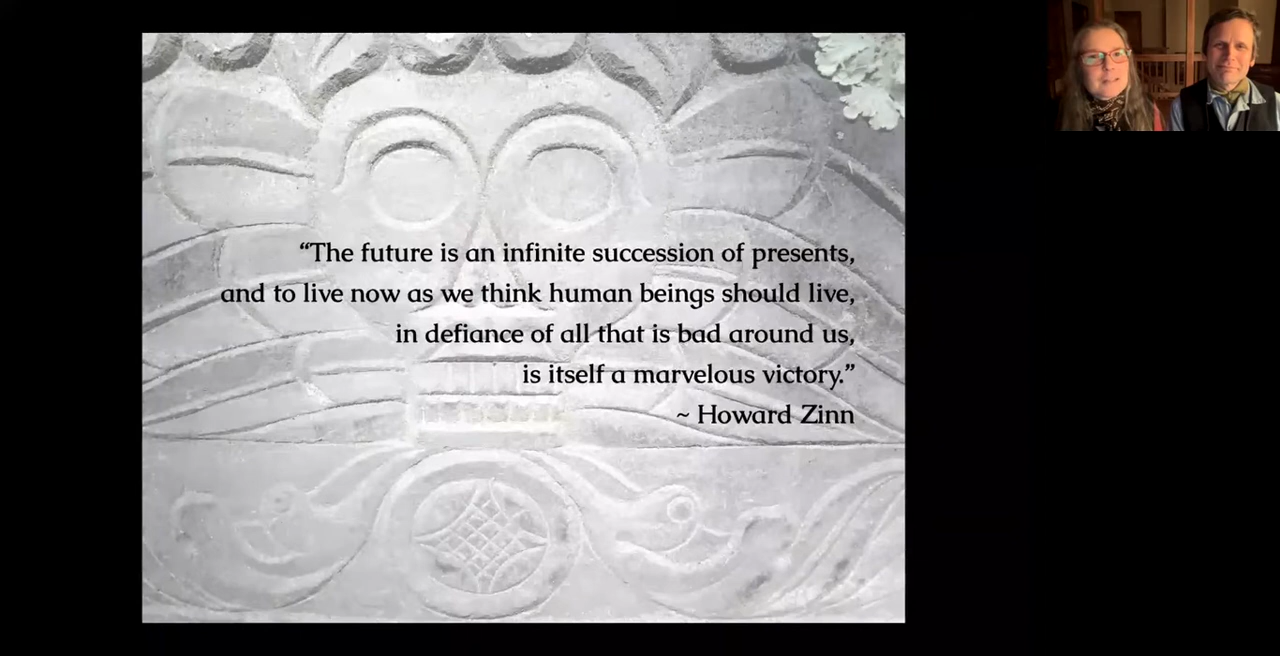 “The future is an infinite succession of presents,
and to live now as we think human beings should live,
in defiance of all that is bad around us,
is itself a marvelous victory.”
~ Howard Zinn